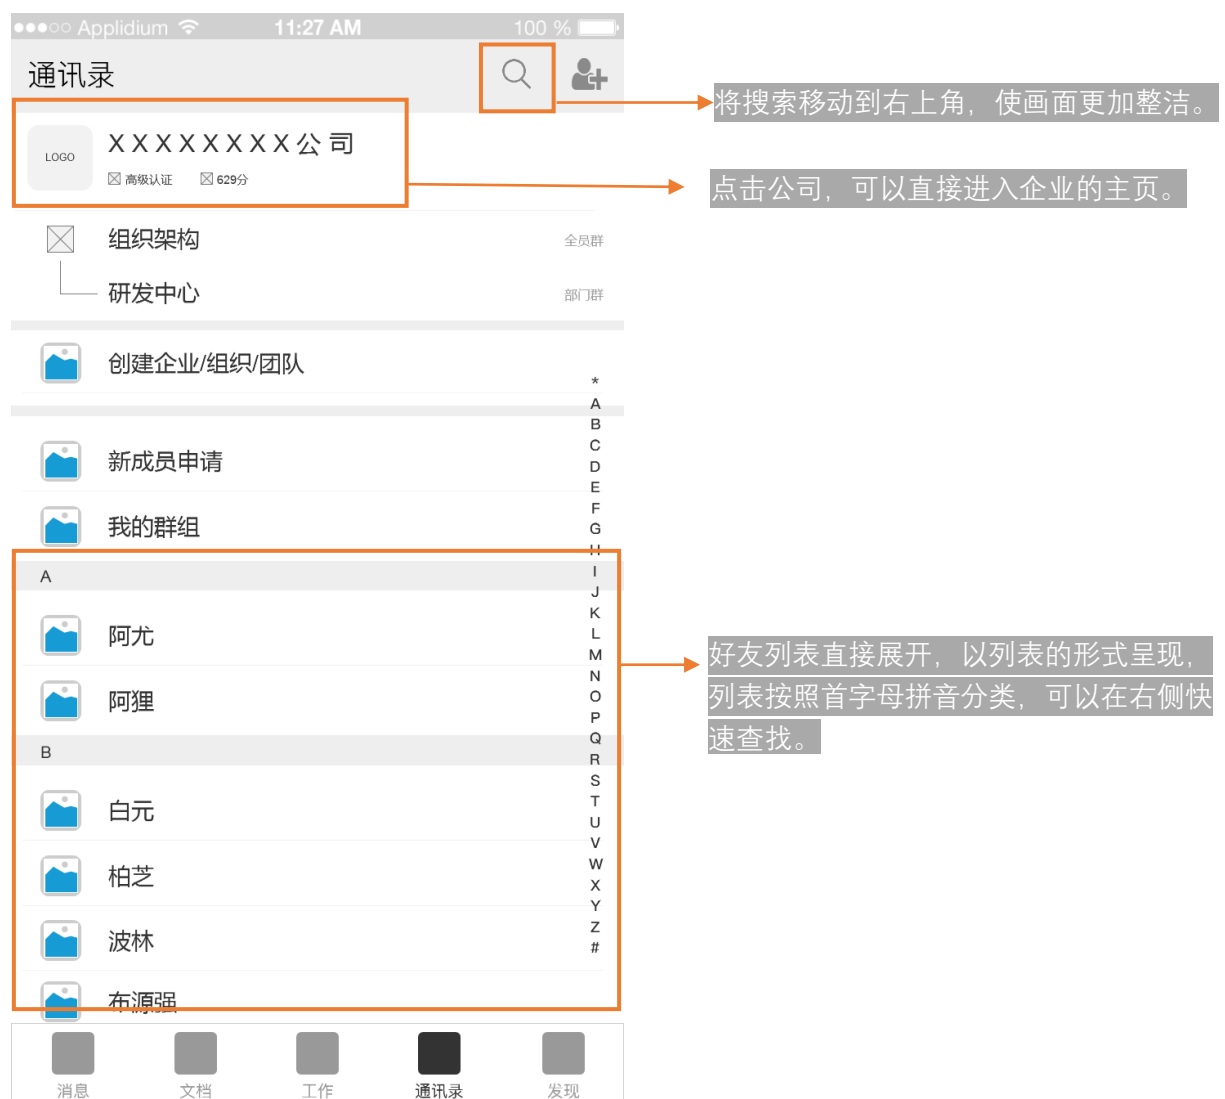 Applidium 11:27 AM 100 %
通讯录
将搜索移动到右上角，使画面更加整洁。
LOGO
XXXXXXXX公司
高级认证 629分
点击公司，可以直接进入企业的主页。
组织架构 全员群
研发中心 部门群
创建企业/组织/团队
新成员申请
我的群组
A
阿尤
阿狸
B
白元
柏芝
波林
布源强
*
A
B
C
D
E
F
G
H
I
J
K
L
M
N
O
P
Q
R
S
T
U
V
W
X
Y
Z
#
好友列表直接展开，以列表的形式呈现，
列表按照首字母拼音分类，可以在右侧快
速查找。
消息 文档 工作 通讯录 发现